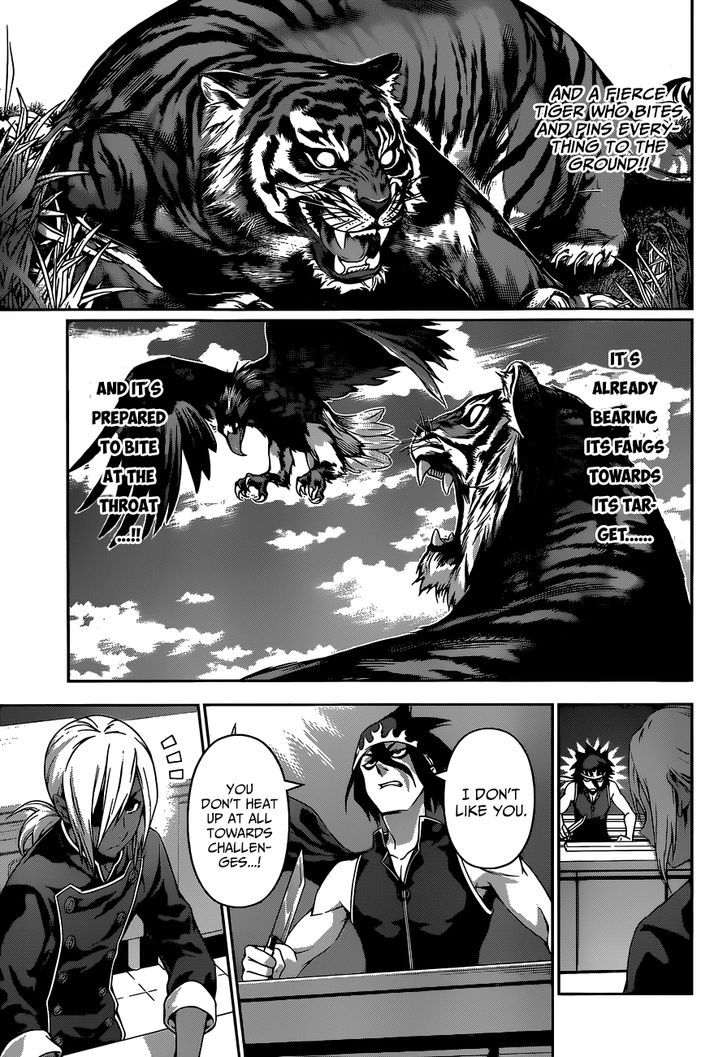 AND A FIERCE
TIGER WHO BITES
AND PINS EVERY-
THING TO THE
GROUND!!
IT'S
ALREADY
BEARING
ITS FANGS
TOWARDS
ITS TAR-
GET......
AND IT'S
PREPARED
TO BITE
AT THE
THROAT
...!!
I DON'T
LIKE YOU.
YOU
DON'T HEAT
UP AT ALL
TOWARDS
CHALLEN-
GES...!